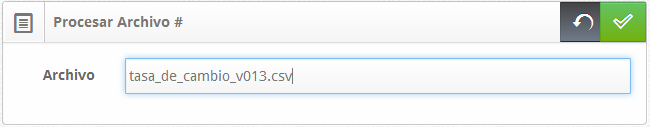 Procesar Archivo #
Archivo
tasa_de_cambio_v013.csv